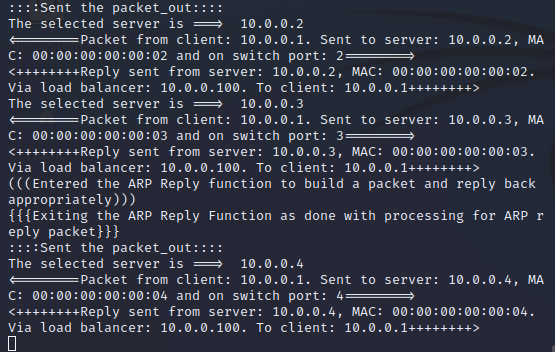 ::::Sent the packet_out::::
The selected server is ===>  10.0.0.2
<========Packet from client: 10.0.0.1. Sent to server: 10.0.0.2, MA
C: 00:00:00:00:00:02 and on switch port: 2========>
<++++++++Reply sent from server: 10.0.0.2, MAC: 00:00:00:00:00:02.
Via load balancer: 10.0.0.100. To client: 10.0.0.1++++++++>
The selected server is ===>  10.0.0.3
<========Packet from client: 10.0.0.1. Sent to server: 10.0.0.3, MA
C: 00:00:00:00:00:03 and on switch port: 3========>
<++++++++Reply sent from server: 10.0.0.3, MAC: 00:00:00:00:00:03.
Via load balancer: 10.0.0.100. To client: 10.0.0.1++++++++>
(((Entered the ARP Reply function to build a packet and reply back
appropriately)))
{{{Exiting the ARP Reply Function as done with processing for ARP r
eply packet}}}
::::Sent the packet_out::::
The selected server is ===>  10.0.0.4
<========Packet from client: 10.0.0.1. Sent to server: 10.0.0.4, MA
C: 00:00:00:00:00:04 and on switch port: 4========>
<++++++++Reply sent from server: 10.0.0.4, MAC: 00:00:00:00:00:04.
Via load balancer: 10.0.0.100. To client: 10.0.0.1++++++++>